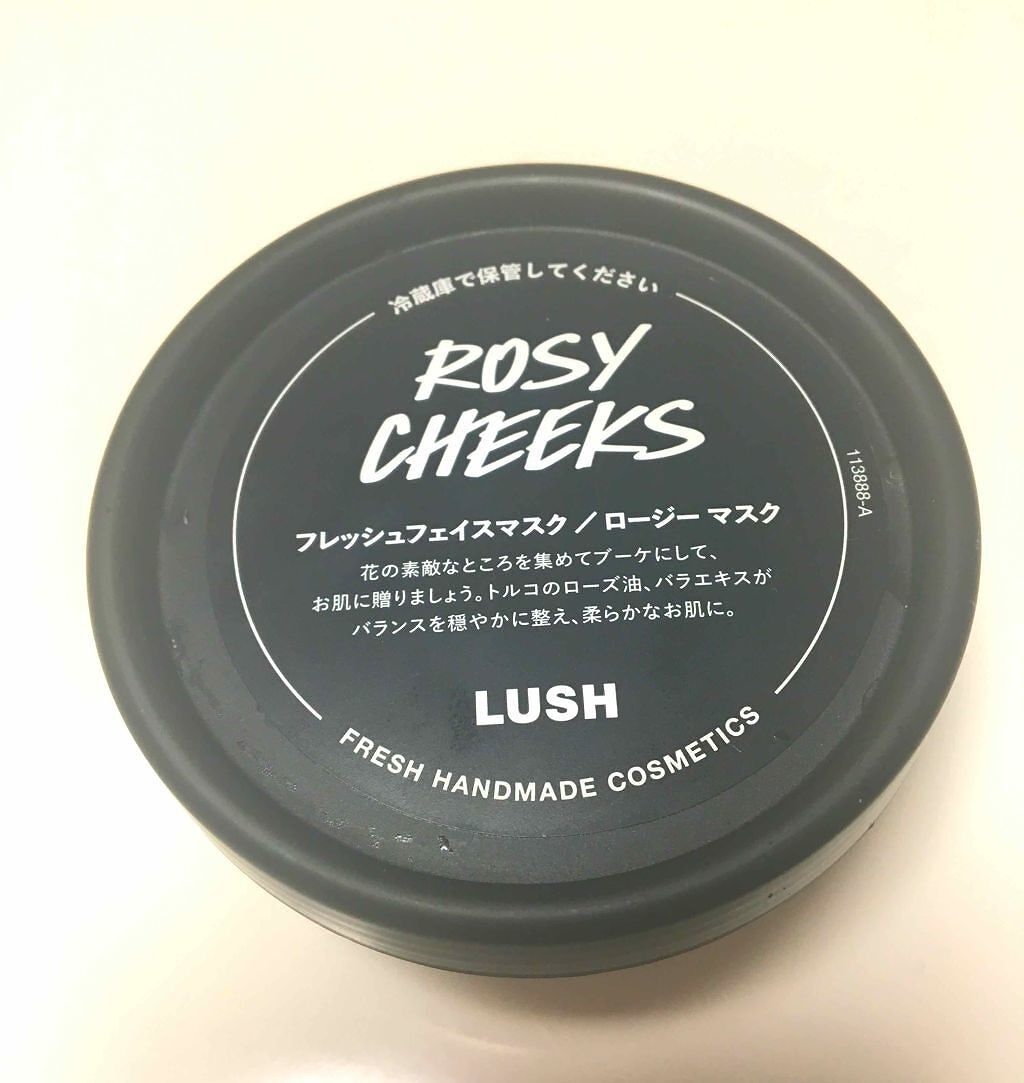 冷蔵庫で保管してください
ROSY
CHEEKS
フレッシュフェイスマスク／ロージー マスク
花の素敵なところを集めてブーケにして、
お肌に贈りましょう。トルコのローズ油、バラエキスが
バランスを穏やかに整え、柔らかなお肌に。
LUSH
FRESH HANDMADE COSMETICS
113888-A